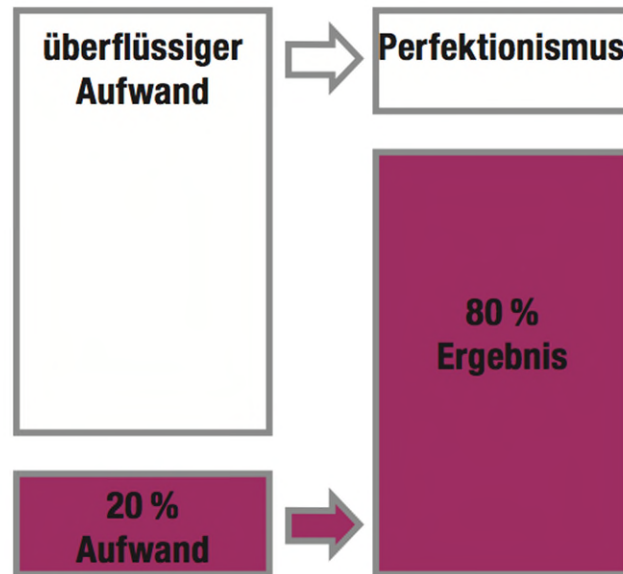 überflüssiger
Aufwand
Perfektionismus
80 %
Ergebnis
20 %
Aufwand